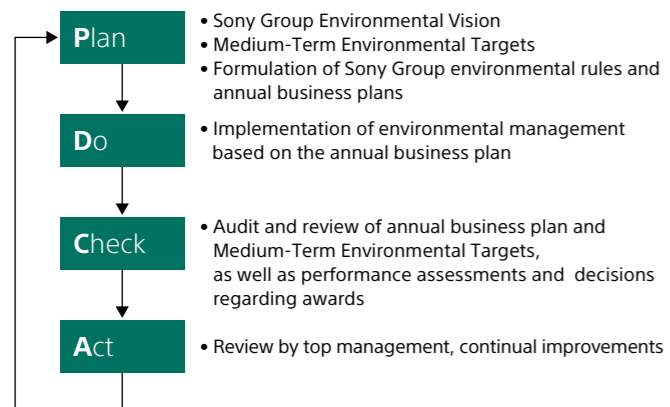 Plan
• Sony Group Environmental Vision
• Medium-Term Environmental Targets
• Formulation of Sony Group environmental rules and
annual business plans
Do
• Implementation of environmental management
based on the annual business plan
Check
• Audit and review of annual business plan and
Medium-Term Environmental Targets,
as well as performance assessments and decisions
regarding awards
Act
• Review by top management, continual improvements